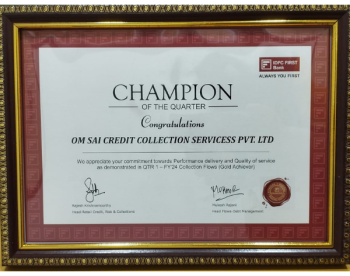 IDFC FIRST
Bank
ALWAYS YOU FIRST
CHAMPION
OF THE QUARTER
Congratulations
OM SAI CREDIT COLLECTION SERVICESS PVT. LTD
We appreciate your commitment towards Performance delivery and Quality of service
as demonstrated in QTR 1 - FY'24 Collection Flows (Gold Achiever)